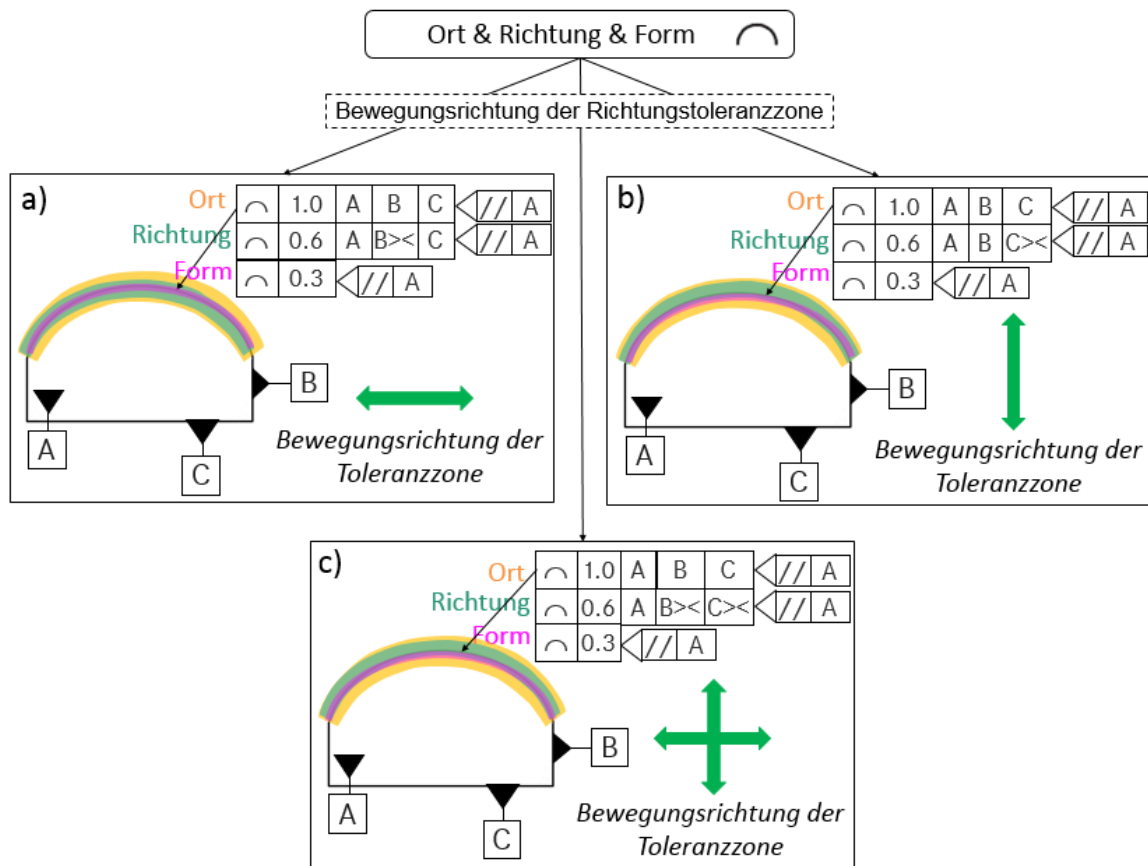 Ort & Richtung & Form ⌒
Bewegungsrichtung der Richtungstoleranzzone
a)
Ort ⌒ 1.0 A B C // A
Richtung ⌒ 0.6 A B>< C // A
Form ⌒ 0.3 // A
B
A
C
Bewegungsrichtung der
Toleranzzone
b)
Ort ⌒ 1.0 A B C // A
Richtung ⌒ 0.6 A B C>< // A
Form ⌒ 0.3 // A
B
A
C
Bewegungsrichtung der
Toleranzzone
c)
Ort ⌒ 1.0 A B C // A
Richtung ⌒ 0.6 A B>< C>< // A
Form ⌒ 0.3 // A
B
A
C
Bewegungsrichtung der
Toleranzzone